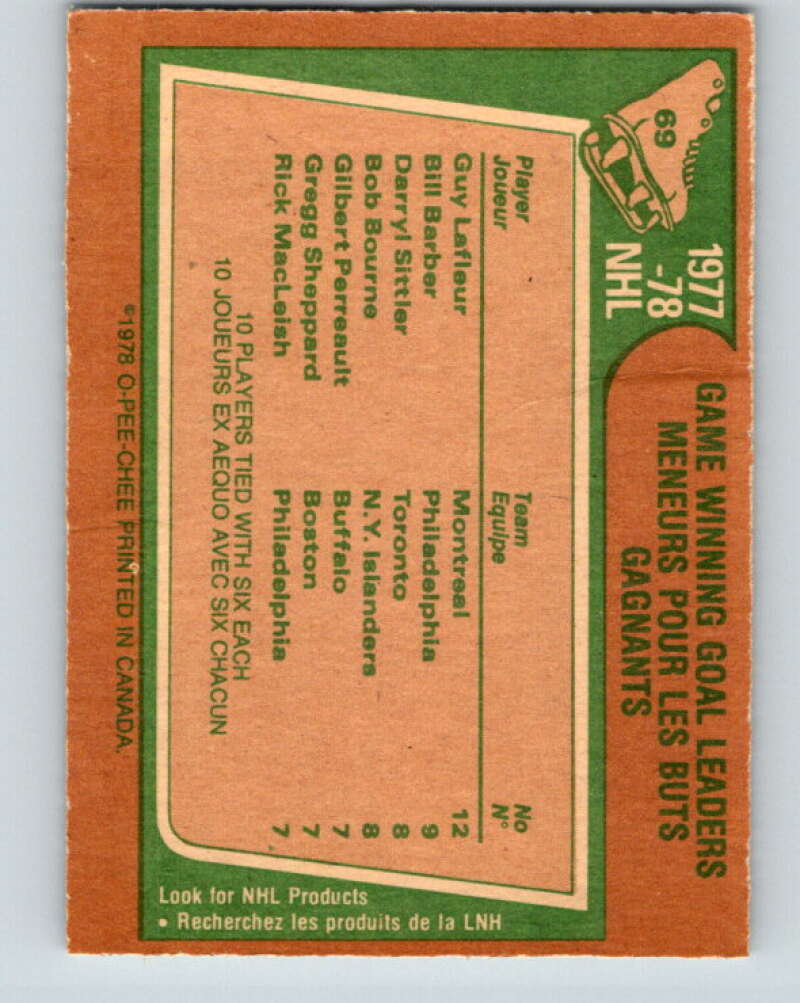 69
1977
-78
NHL
GAME WINNING GOAL LEADERS
MENEURS POUR LES BUTS
GAGNANTS
Player Team No
Joueur Equipe N°
Guy Lafleur Montreal 12
Bill Barber Philadelphia 9
Darryl Sittler Toronto 8
Bob Bourne N.Y. Islanders 8
Gilbert Perreault Buffalo 7
Gregg Sheppard Boston 7
Rick MacLeish Philadelphia 7
10 PLAYERS TIED WITH SIX EACH
10 JOUEURS EX AEQUO AVEC SIX CHACUN
©1978 O-PEE-CHEE PRINTED IN CANADA.
Look for NHL Products
• Recherchez les produits de la LNH